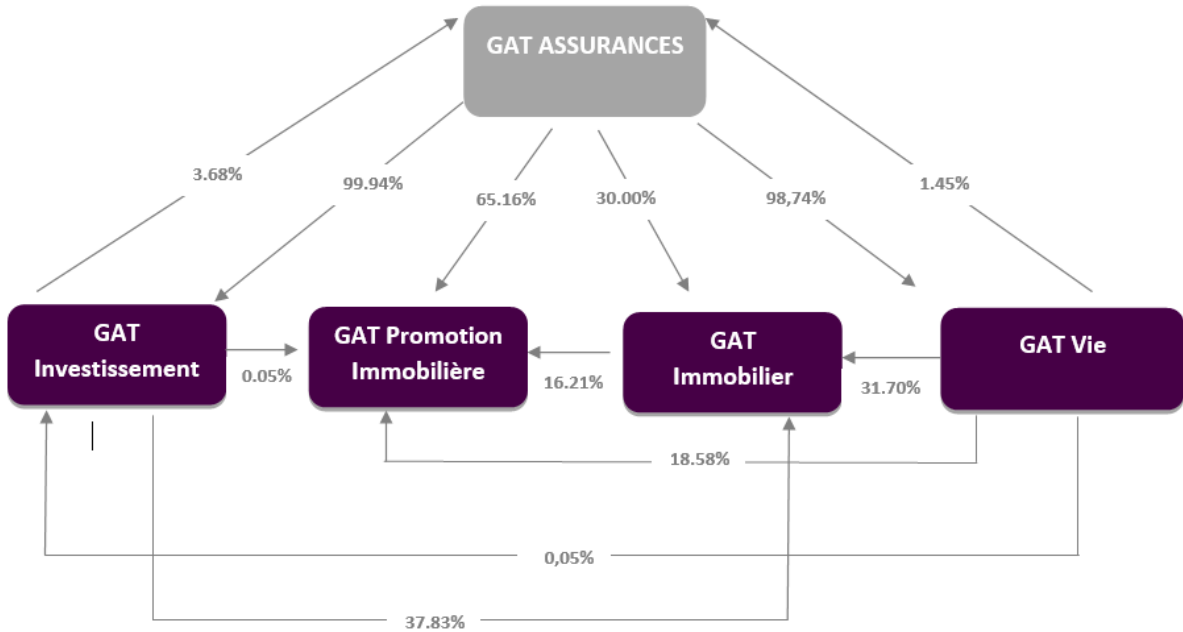 GAT ASSURANCES
3.68%
99.94%
65.16%
30.00%
98,74%
1.45%
GAT
Investissement
0.05%
GAT Promotion
Immobilière
16.21%
GAT
Immobilier
31.70%
GAT Vie
18.58%
0,05%
37.83%